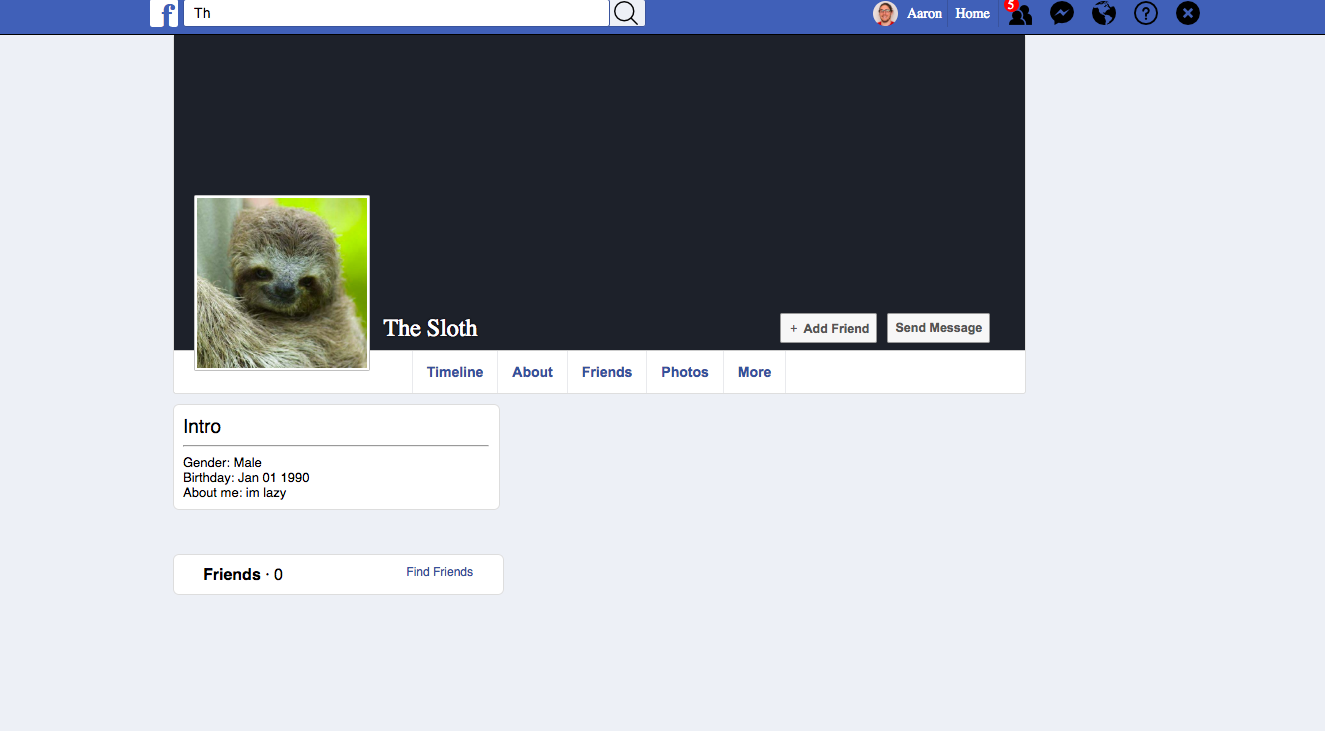 f Th Aaron Home 5 ?
The Sloth + Add Friend Send Message
Timeline About Friends Photos More
Intro
Gender: Male
Birthday: Jan 01 1990
About me: im lazy
Friends · 0 Find Friends